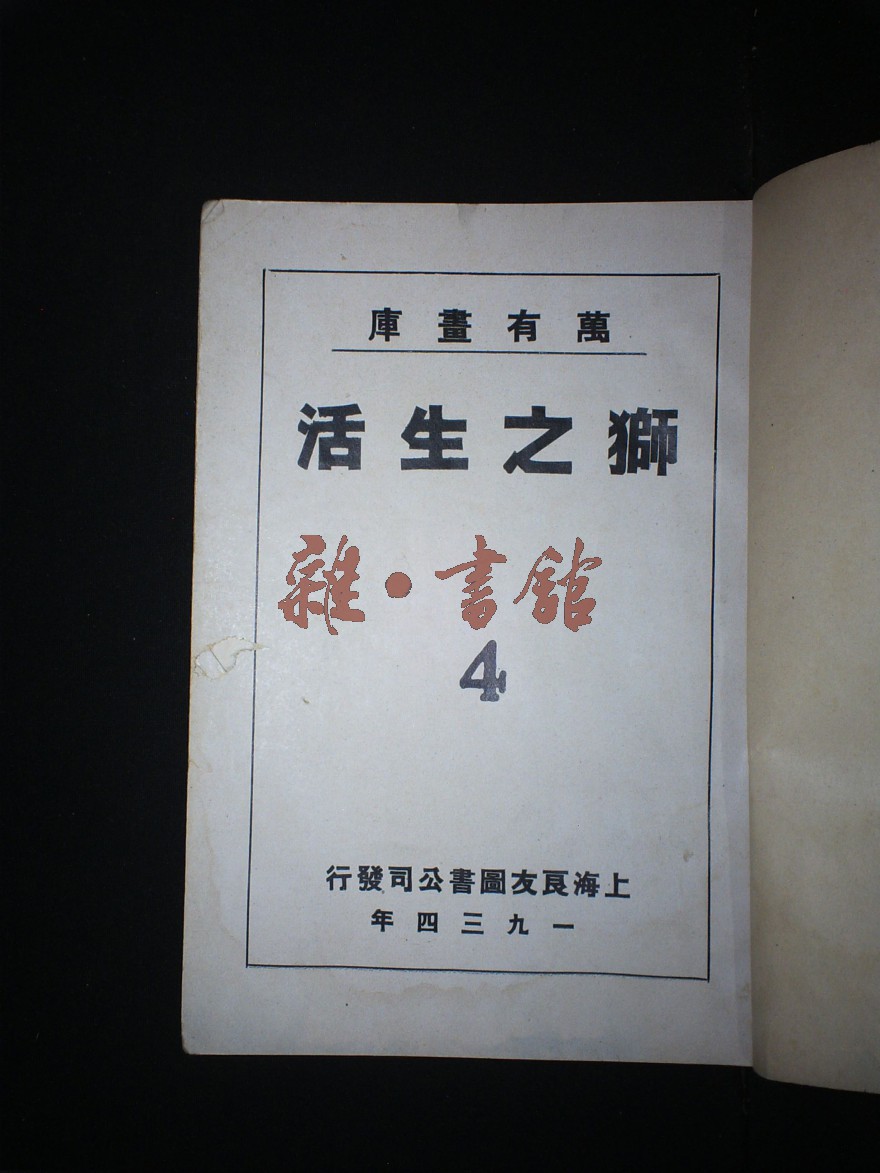 萬有畫庫
獅之生活
雜·書館
4
上海良友圖書公司發行
一九三四年